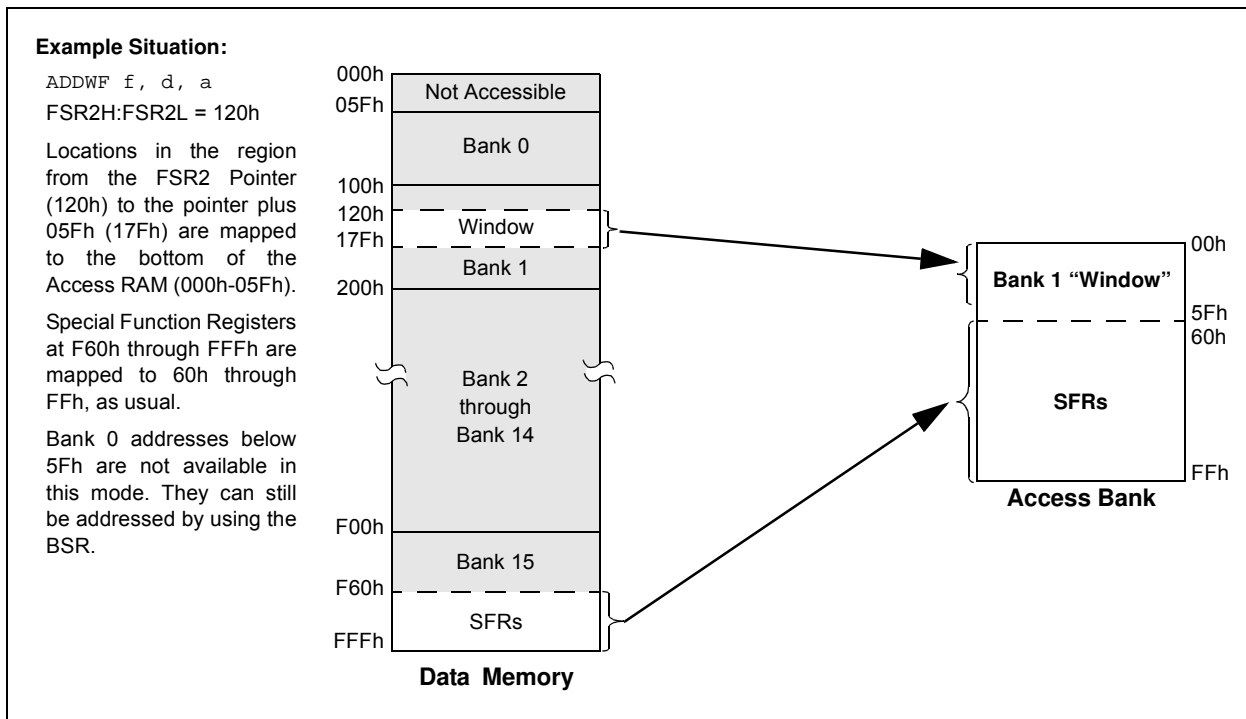 Example Situation:
ADDWF f, d, a
FSR2H:FSR2L = 120h
Locations in the region
from the FSR2 Pointer
(120h) to the pointer plus
05Fh (17Fh) are mapped
to the bottom of the
Access RAM (000h-05Fh).
Special Function Registers
at F60h through FFFh are
mapped to 60h through
FFh, as usual.
Bank 0 addresses below
5Fh are not available in
this mode. They can still
be addressed by using the
BSR.
000h
Not Accessible
05Fh
Bank 0
100h
120h
Window
17Fh
Bank 1
200h
Bank 2
through
Bank 14
F00h
Bank 15
F60h
SFRs
FFFh
Data Memory
00h
Bank 1 “Window”
5Fh
60h
SFRs
FFh
Access Bank